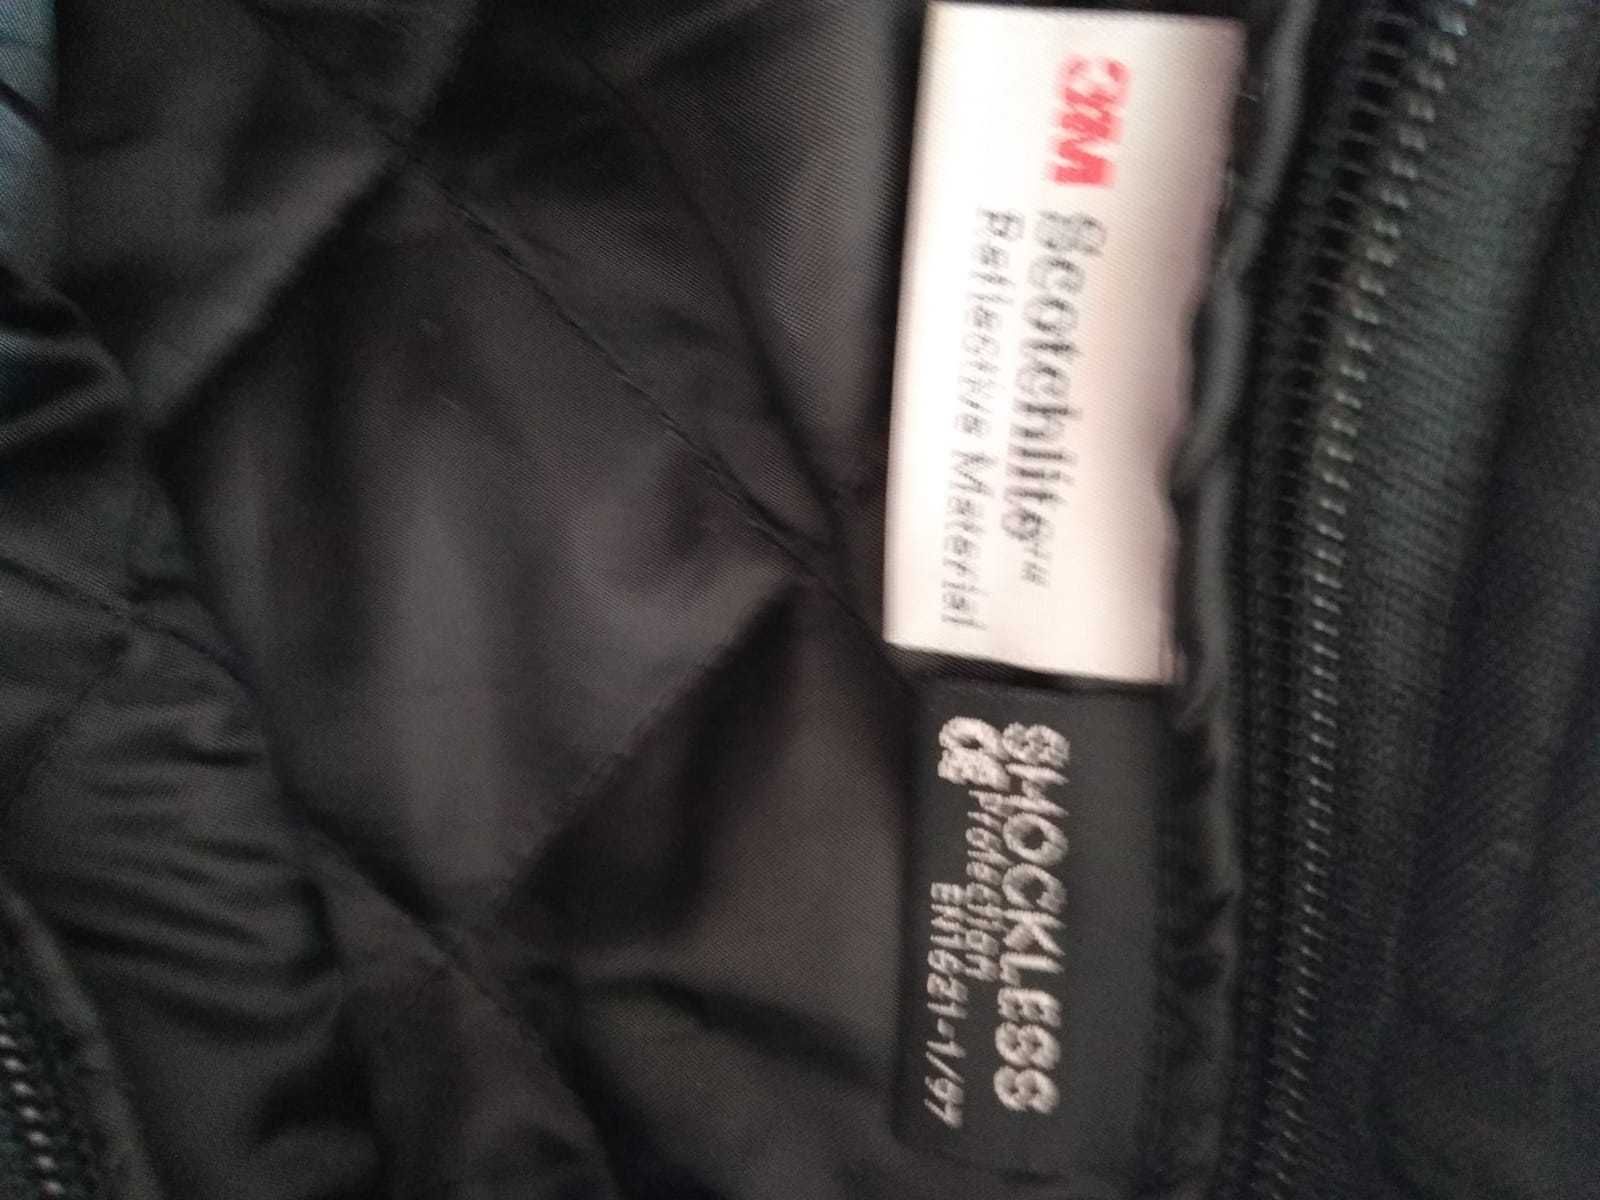 3M
Scotchlite™
Reflective Material
SHOCKLESS
CE Protection
EN1621-1/97